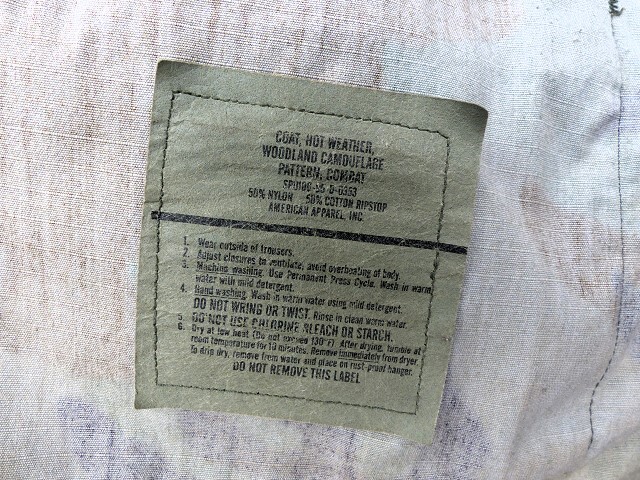 COAT, HOT WEATHER,
WOODLAND CAMOUFLARE
PATTERN, COMBAT
SPO100-95-D-0353
50% NYLON 50% COTTON RIPSTOP
AMERICAN APPAREL, INC.
1. Wear outside of trousers.
2. Adjust closures to ventilate, avoid overheating of body.
3. Machine washing. Use Permanent Press Cycle. Wash in warm
water with mild detergent.
4. Hand washing. Wash in warm water using mild detergent.
DO NOT WRING OR TWIST. Rinse in clean warm water.
5. DO NOT USE CHLORINE BLEACH OR STARCH.
6. Dry at low heat (Do not exceed 130°F). After drying, tumble at
room temperature for 10 minutes. Remove immediately from dryer.
to drip dry, remove from water and place on rust-proof hanger.
DO NOT REMOVE THIS LABEL